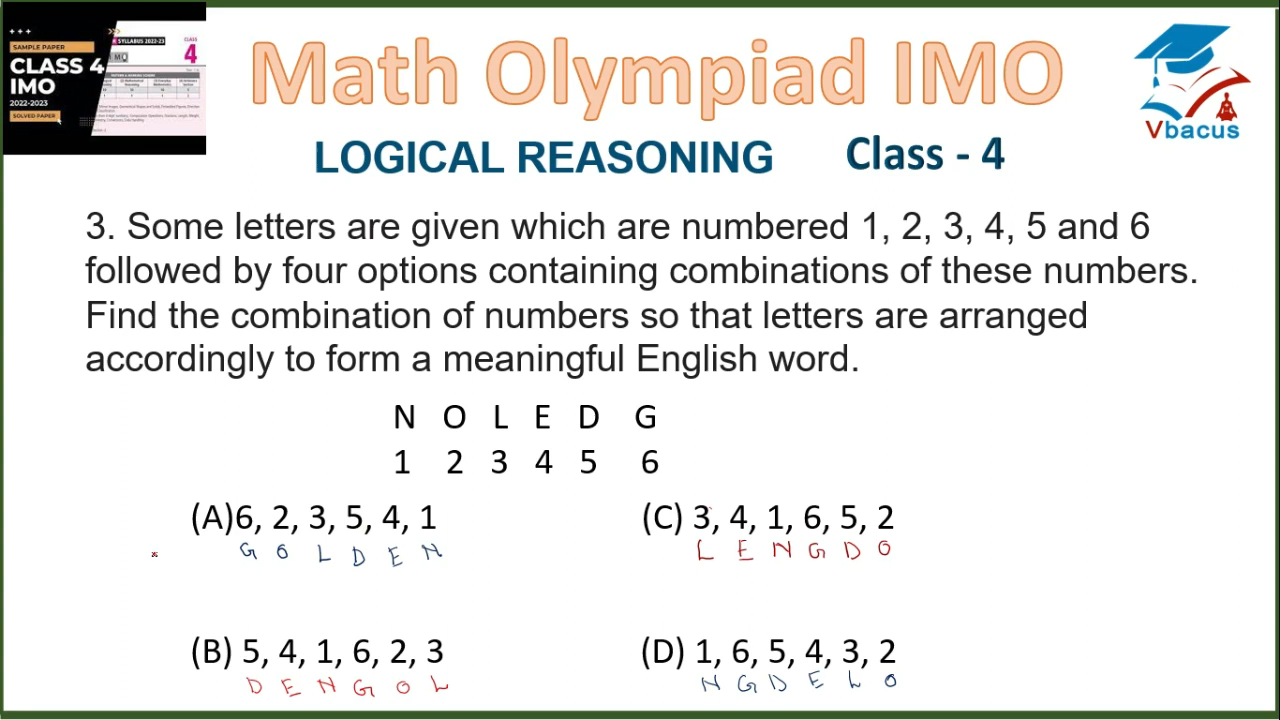 SAMPLE PAPER
CLASS 4
IMO
2022-2023
SOLVED PAPER
SYLLABUS 2022-23
CLASS
4
Math Olympiad IMO
Vbacus
LOGICAL REASONING Class - 4
3. Some letters are given which are numbered 1, 2, 3, 4, 5 and 6
followed by four options containing combinations of these numbers.
Find the combination of numbers so that letters are arranged
accordingly to form a meaningful English word.
N O L E D G
1 2 3 4 5 6
(A)6, 2, 3, 5, 4, 1
G O L D E N
(C) 3, 4, 1, 6, 5, 2
L E N G D O
(B) 5, 4, 1, 6, 2, 3
D E N G O L
(D) 1, 6, 5, 4, 3, 2
N G D E L O